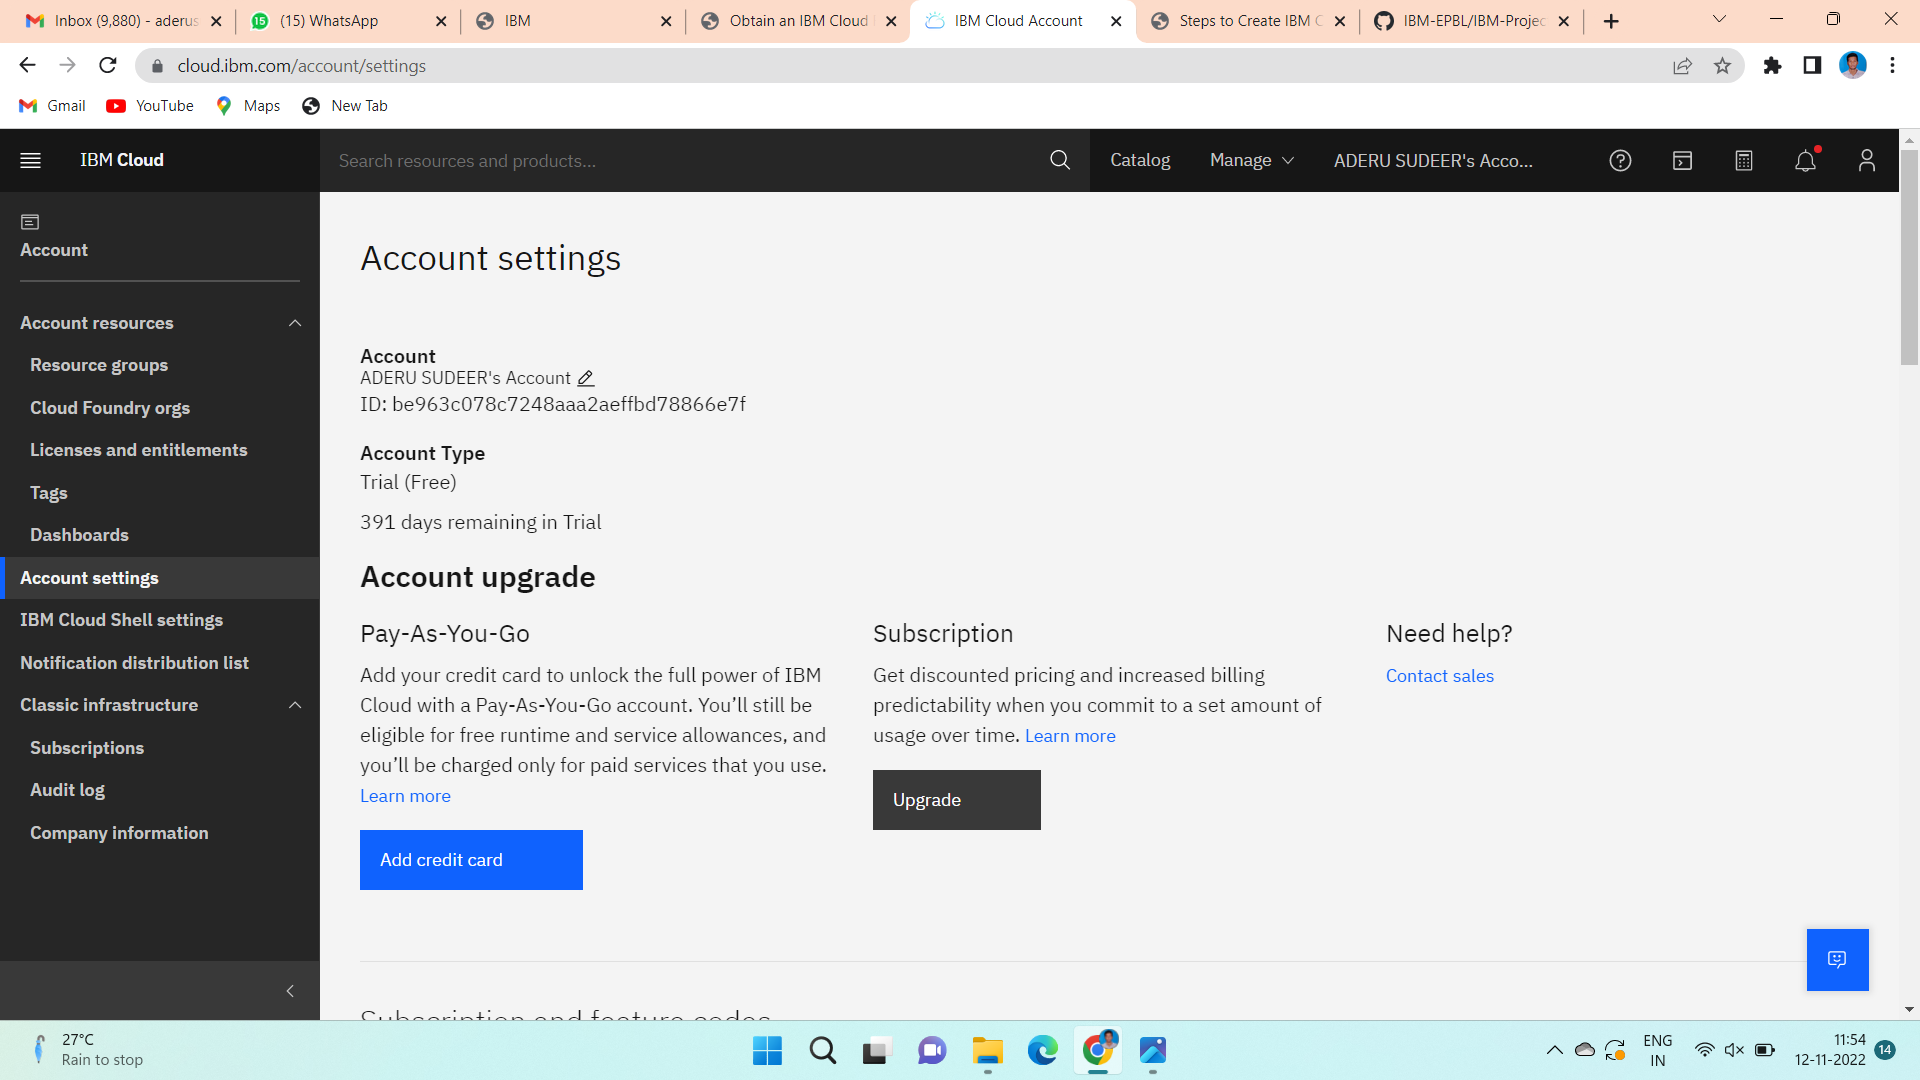 Inbox (9,880) - aderus
(15) WhatsApp
IBM
Obtain an IBM Cloud
IBM Cloud Account
Steps to Create IBM C
IBM-EPBL/IBM-Projec
cloud.ibm.com/account/settings
Gmail
YouTube
Maps
New Tab
IBM Cloud
Search resources and products...
Catalog
Manage
ADERU SUDEER's Acco...
Account
Account resources
Resource groups
Cloud Foundry orgs
Licenses and entitlements
Tags
Dashboards
Account settings
IBM Cloud Shell settings
Notification distribution list
Classic infrastructure
Subscriptions
Audit log
Company information
Account settings
Account
ADERU SUDEER's Account
ID: be963c078c7248aaa2aeffbd78866e7f
Account Type
Trial (Free)
391 days remaining in Trial
Account upgrade
Pay-As-You-Go
Add your credit card to unlock the full power of IBM
Cloud with a Pay-As-You-Go account. You’ll still be
eligible for free runtime and service allowances, and
you’ll be charged only for paid services that you use.
Learn more
Add credit card
Subscription
Get discounted pricing and increased billing
predictability when you commit to a set amount of
usage over time. Learn more
Upgrade
Need help?
Contact sales
Subscription and feature codes
27°C
Rain to stop
ENG
IN
11:54
12-11-2022
14